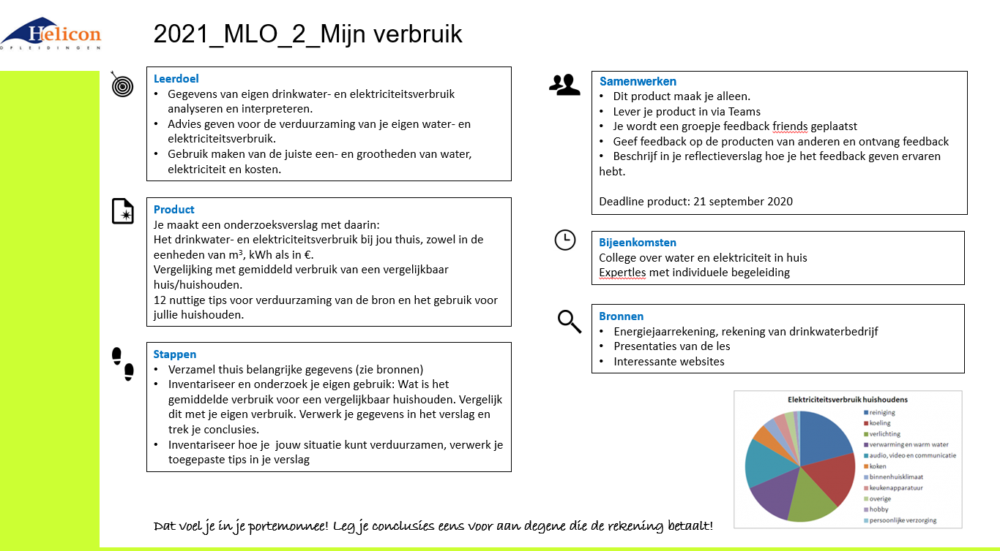 Helicon
OPLEIDINGEN
2021_MLO_2_Mijn verbruik
Leerdoel
• Gegevens van eigen drinkwater- en elektriciteitsverbruik
analyseren en interpreteren.
• Advies geven voor de verduurzaming van je eigen water- en
elektriciteitsverbruik.
• Gebruik maken van de juiste een- en grootheden van water,
elektriciteit en kosten.
Product
Je maakt een onderzoeksverslag met daarin:
Het drinkwater- en elektriciteitsverbruik bij jou thuis, zowel in de
eenheden van m³, kWh als in €.
Vergelijking met gemiddeld verbruik van een vergelijkbaar
huis/huishouden.
12 nuttige tips voor verduurzaming van de bron en het gebruik voor
jullie huishouden.
Stappen
• Verzamel thuis belangrijke gegevens (zie bronnen)
• Inventariseer en onderzoek je eigen gebruik: Wat is het
gemiddelde verbruik voor een vergelijkbaar huishouden. Vergelijk
dit met je eigen verbruik. Verwerk je gegevens in het verslag en
trek je conclusies.
• Inventariseer hoe je jouw situatie kunt verduurzamen, verwerk je
toegepaste tips in je verslag
Samenwerken
• Dit product maak je alleen.
• Lever je product in via Teams
• Je wordt een groepje feedback friends geplaatst
• Geef feedback op de producten van anderen en ontvang feedback
• Beschrijf in je reflectieverslag hoe je het feedback geven ervaren
hebt.
Deadline product: 21 september 2020
Bijeenkomsten
College over water en elektriciteit in huis
Expertles met individuele begeleiding
Bronnen
• Energiejaarrekening, rekening van drinkwaterbedrijf
• Presentaties van de les
• Interessante websites
Elektriciteitsverbruik huishoudens
reiniging
koeling
verlichting
verwarming en warm water
audio, video en communicatie
koken
binnenhuisklimaat
keukenapparatuur
overige
hobby
persoonlijke verzorging
Dat voel je in je portemonnee! Leg je conclusies eens voor aan degene die de rekening betaalt!